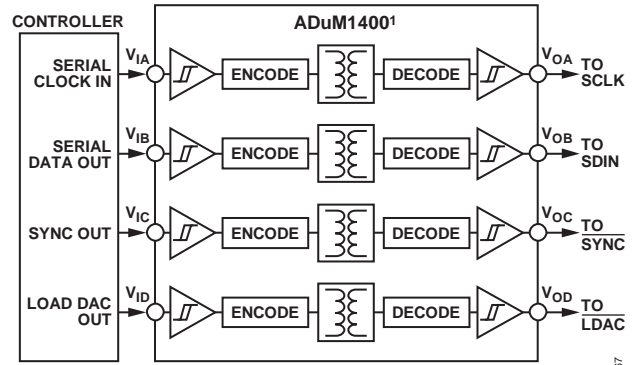 CONTROLLER
ADuM1400¹
SERIAL
CLOCK IN
V_IA
ENCODE
DECODE
V_OA
TO
SCLK
SERIAL
DATA OUT
V_IB
ENCODE
DECODE
V_OB
TO
SDIN
SYNC OUT
V_IC
ENCODE
DECODE
V_OC
TO
SYNC
LOAD DAC
OUT
V_ID
ENCODE
DECODE
V_OD
TO
LDAC